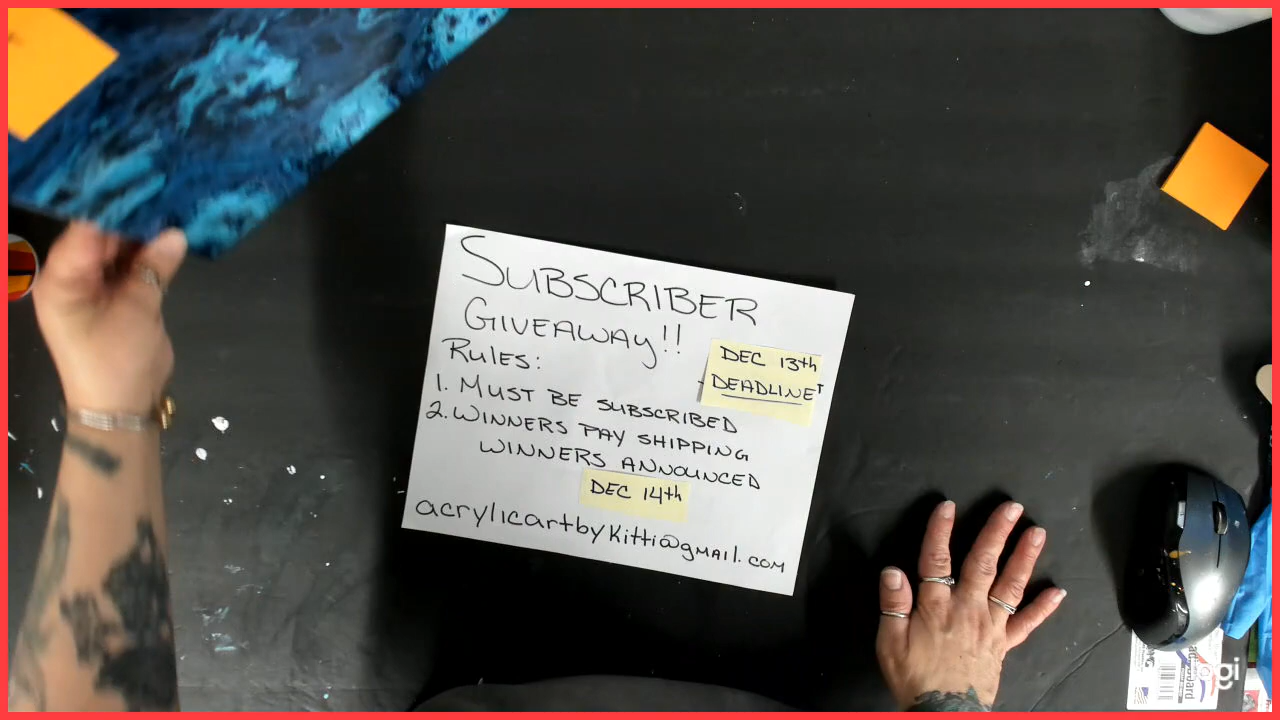 SUBSCRIBER
GIVEAWAY!!
RULES:
DEC 13th
DEADLINE
1. MUST BE SUBSCRIBED
2. WINNERS PAY SHIPPING
WINNERS ANNOUNCED
DEC 14th
acrylicartbykitti@gmail.com